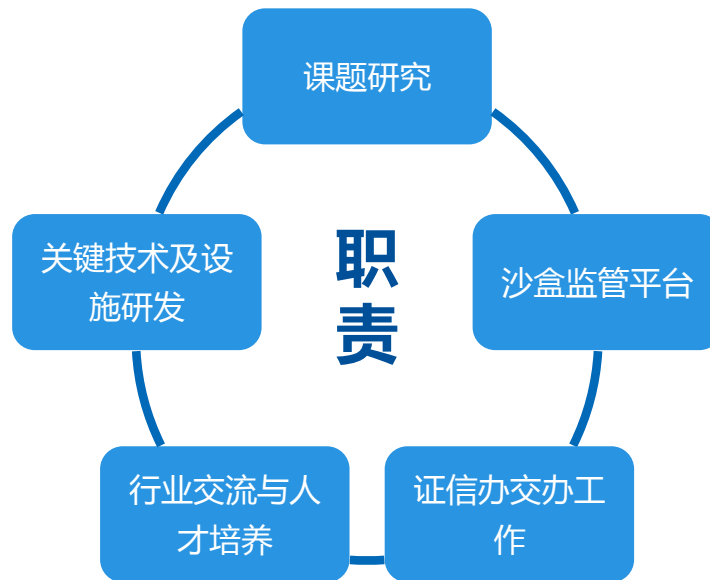 课题研究
职
责
关键技术及设
施研发
沙盒监管平台
行业交流与人
才培养
证信办交办工
作